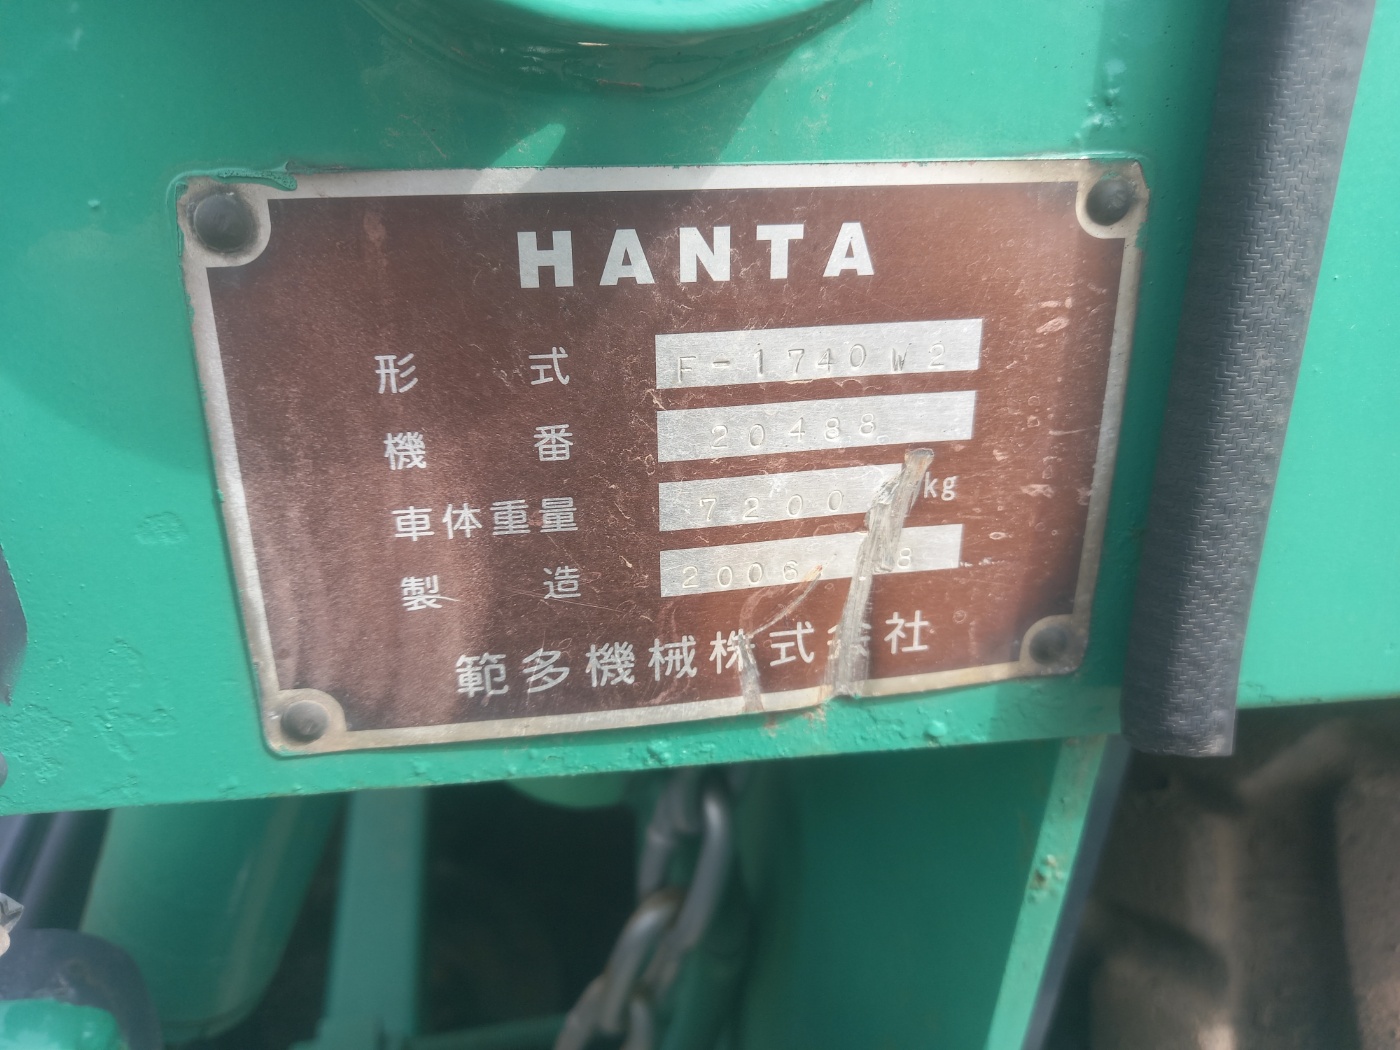 HANTA
形式 F-1740W2
機番 20488
車体重量 7200 kg
製造 2006 8
範多機械株式会社